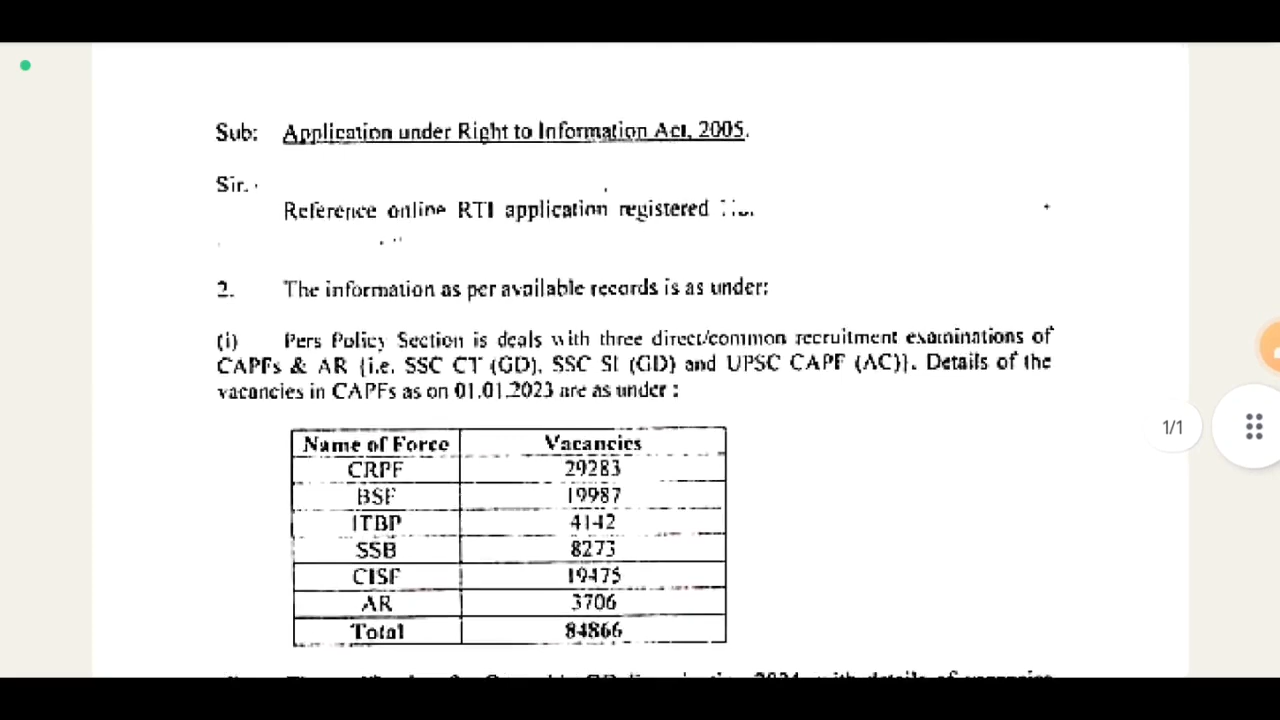 Sub: Application under Right to Information Act, 2005.
Sir.
Reference online RTI application registered
2. The information as per available records is as under:
(i) Pers Policy Section is deals with three direct/common recruitment examinations of
CAPFs & AR {i.e. SSC CT (GD), SSC SI (GD) and UPSC CAPF (AC)}. Details of the
vacancies in CAPFs as on 01.01.2023 are as under :
Name of Force Vacancies
CRPF 29283
BSF 19987
ITBP 4142
SSB 8273
CISF 19475
AR 3706
Total 84866
1/1